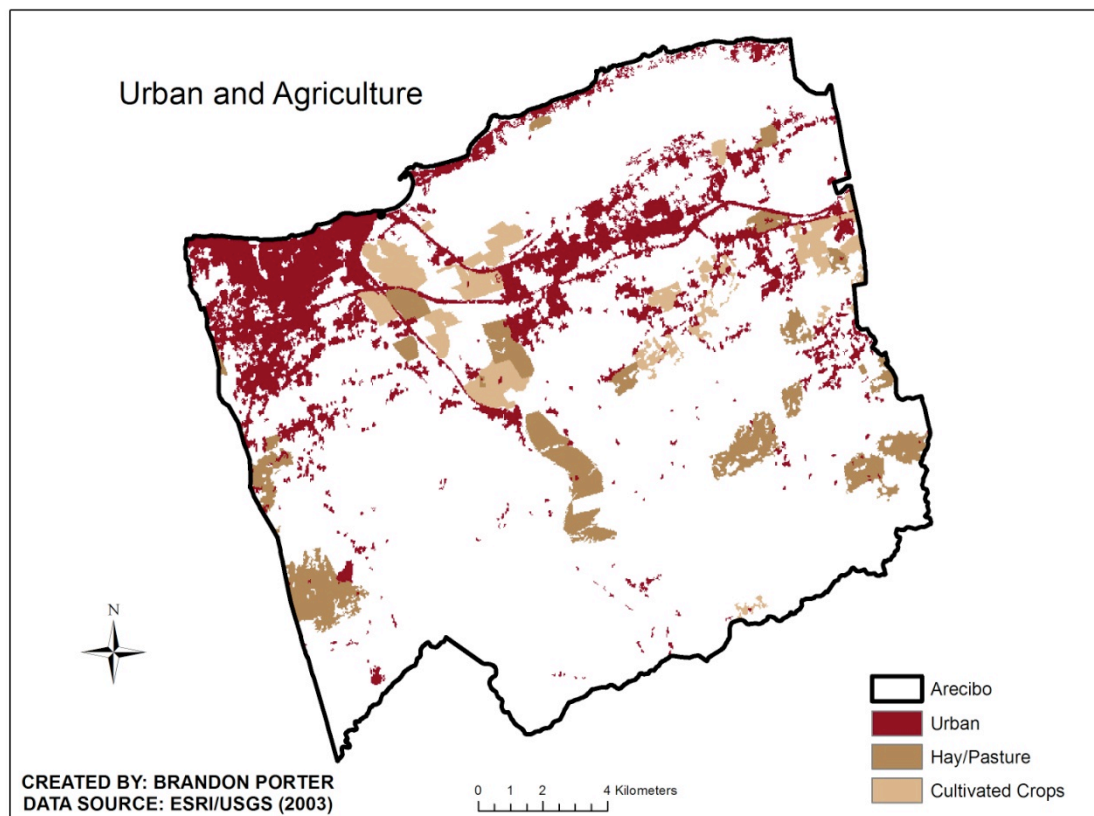 Urban and Agriculture
N
Arecibo
Urban
Hay/Pasture
Cultivated Crops
CREATED BY: BRANDON PORTER
DATA SOURCE: ESRI/USGS (2003)
0 1 2 4 Kilometers